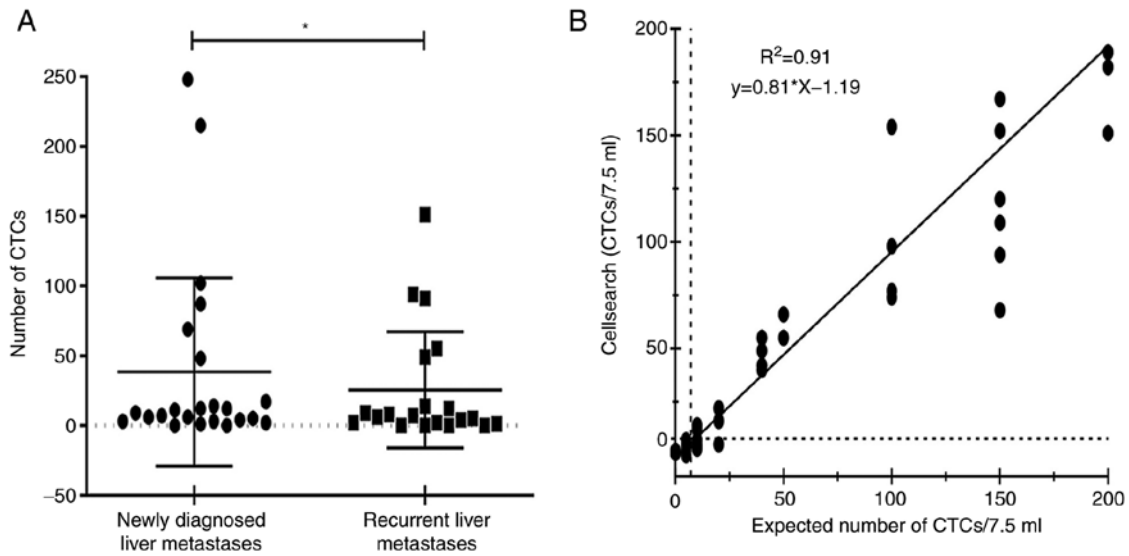 A
*
250
200
150
100
50
0
−50
Number of CTCs
Newly diagnosed
liver metastases
Recurrent liver
metastases
B
R²=0.91
y=0.81*X−1.19
200
150
100
50
0
Cellsearch (CTCs/7.5 ml)
0 50 100 150 200
Expected number of CTCs/7.5 ml